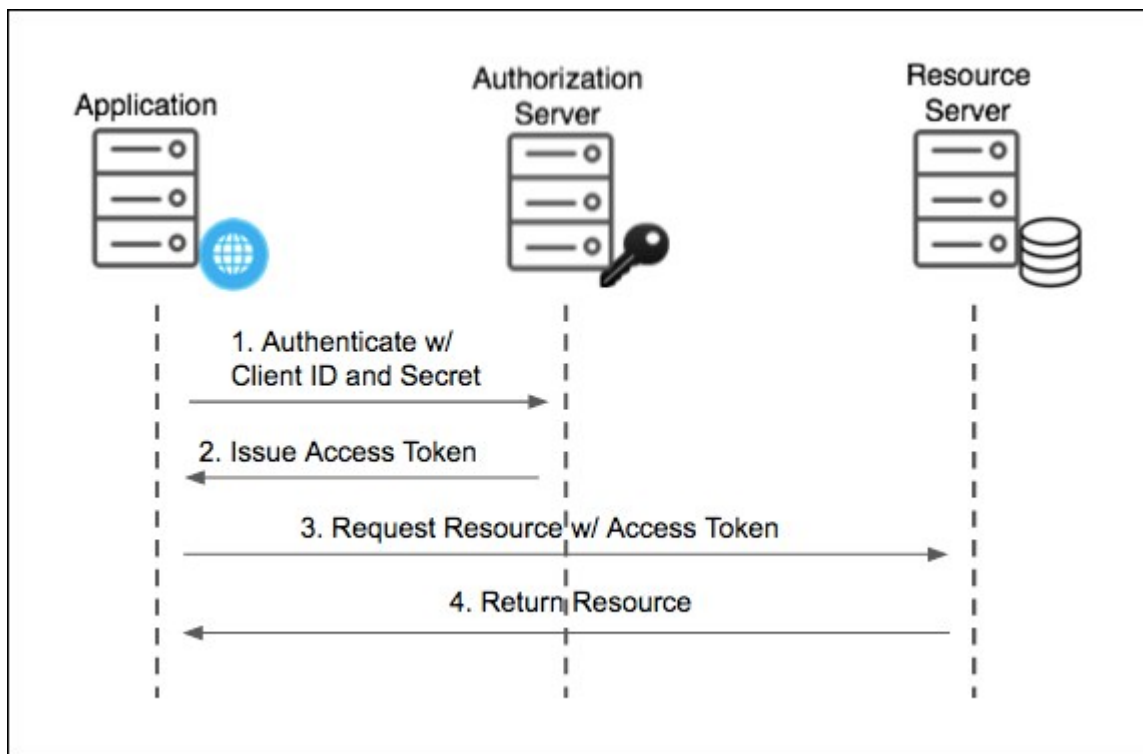 Application
Authorization
Server
Resource
Server
1. Authenticate w/
Client ID and Secret
2. Issue Access Token
3. Request Resource w/ Access Token
4. Return Resource